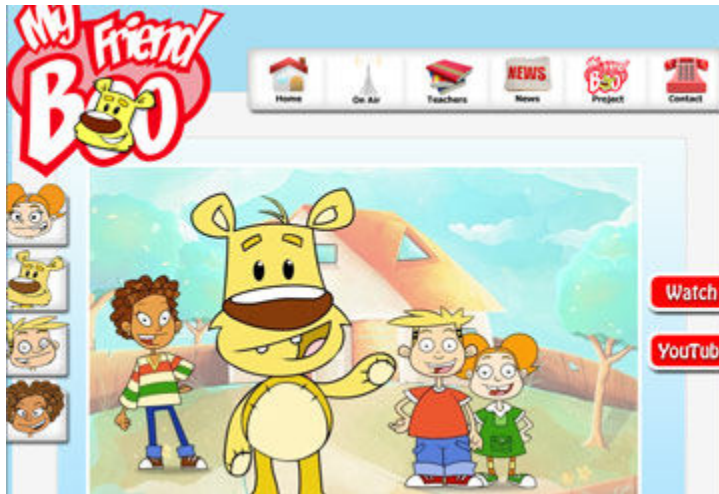 My Friend
BOO
Home
On Air
Teachers
NEWS
News
Project
Contact
Watch
YouTub